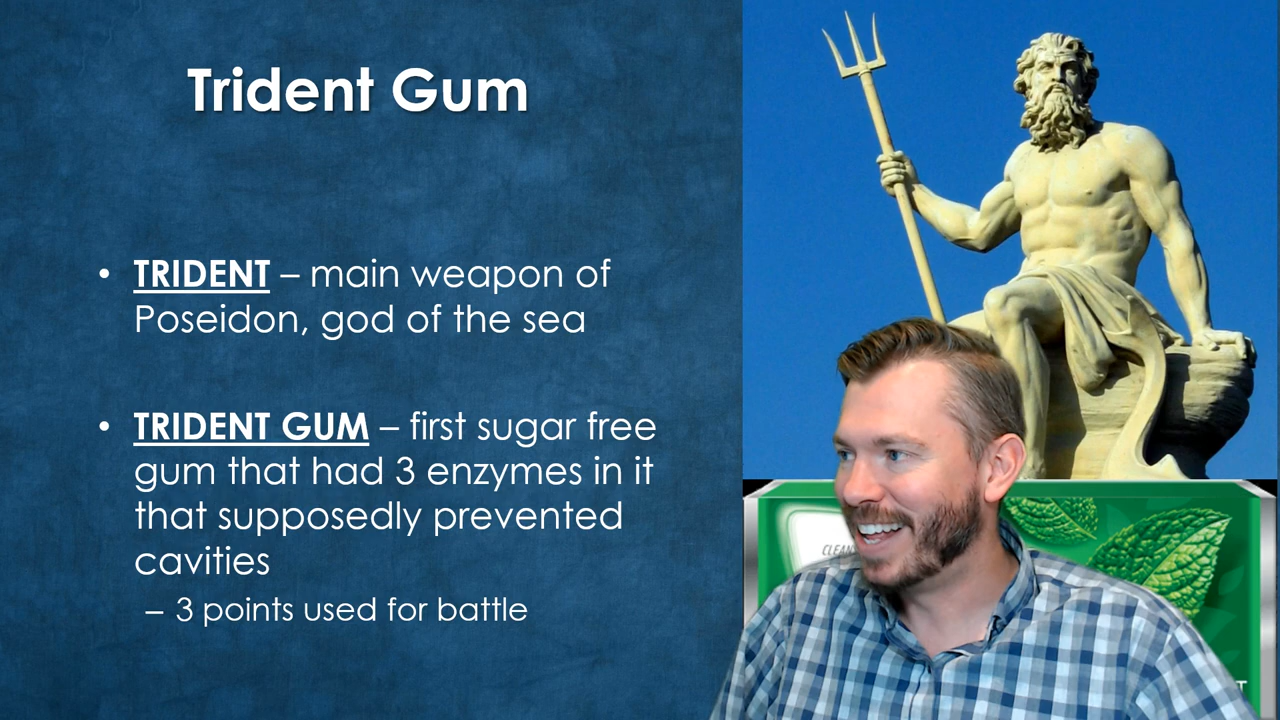 Trident Gum
• TRIDENT – main weapon of
Poseidon, god of the sea
• TRIDENT GUM – first sugar free
gum that had 3 enzymes in it
that supposedly prevented
cavities
– 3 points used for battle